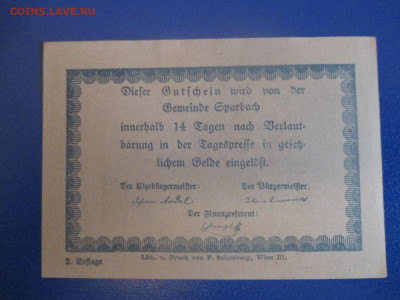 COINS.LAVE.RU
Dieser Gutschein wird von der
Gemeinde Sparbach
innerhalb 14 Tagen nach Verlaut-
barung in der Tagespresse in gesetz-
lichem Gelde eingelöst.
Der Vizebürgermeister: Der Bürgermeister:
Der Finanzreferent:
2. Auflage
Lith. u. Druck von F. Wien III.